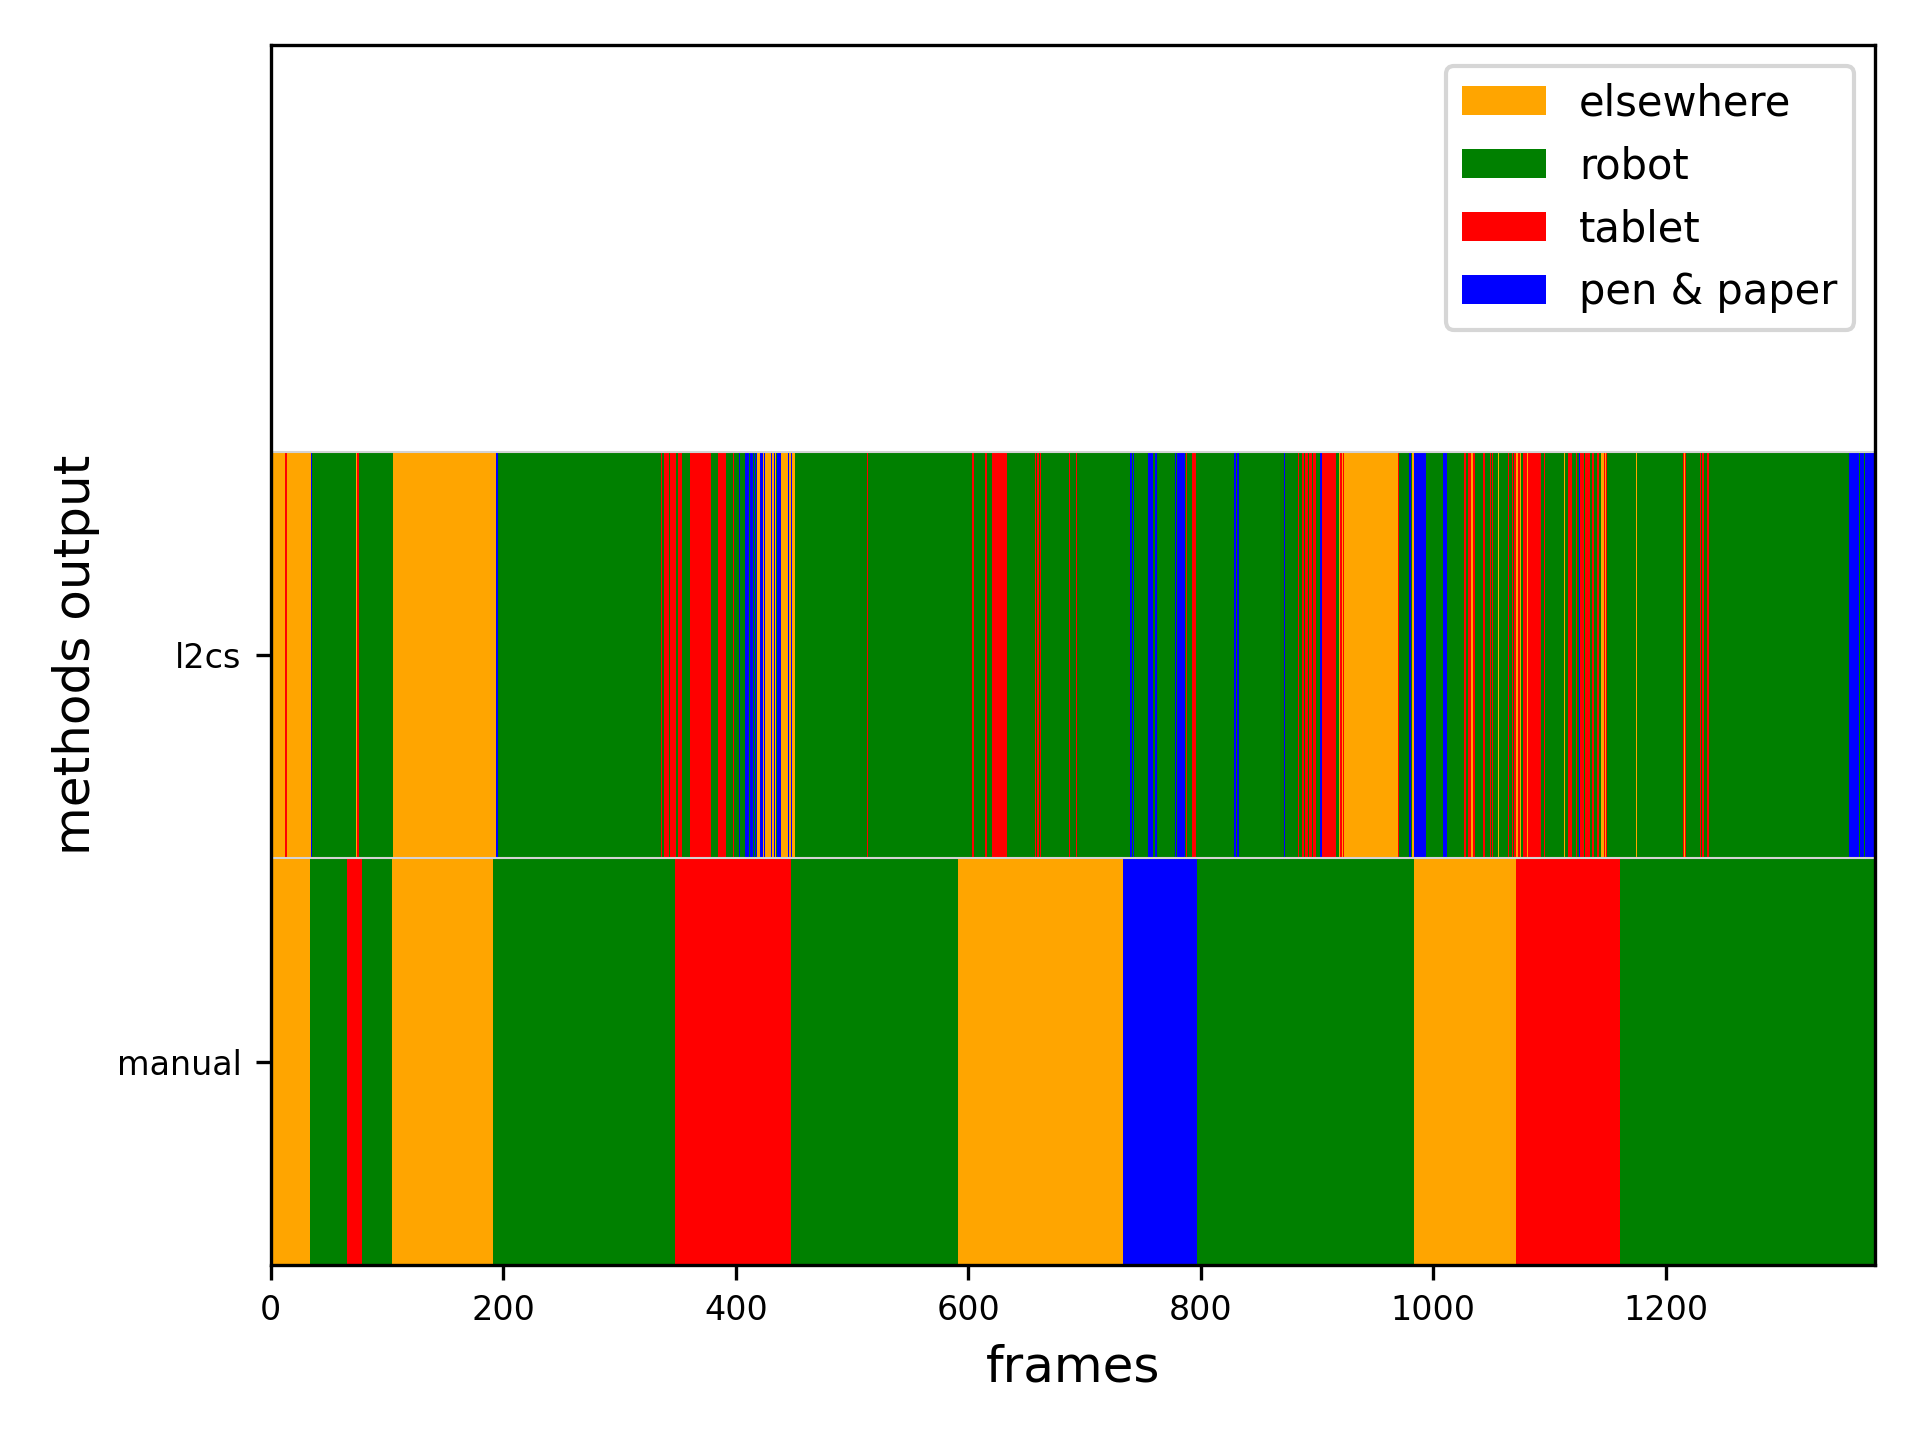 elsewhere
robot
tablet
pen & paper
methods output
l2cs
manual
0 200 400 600 800 1000 1200
frames